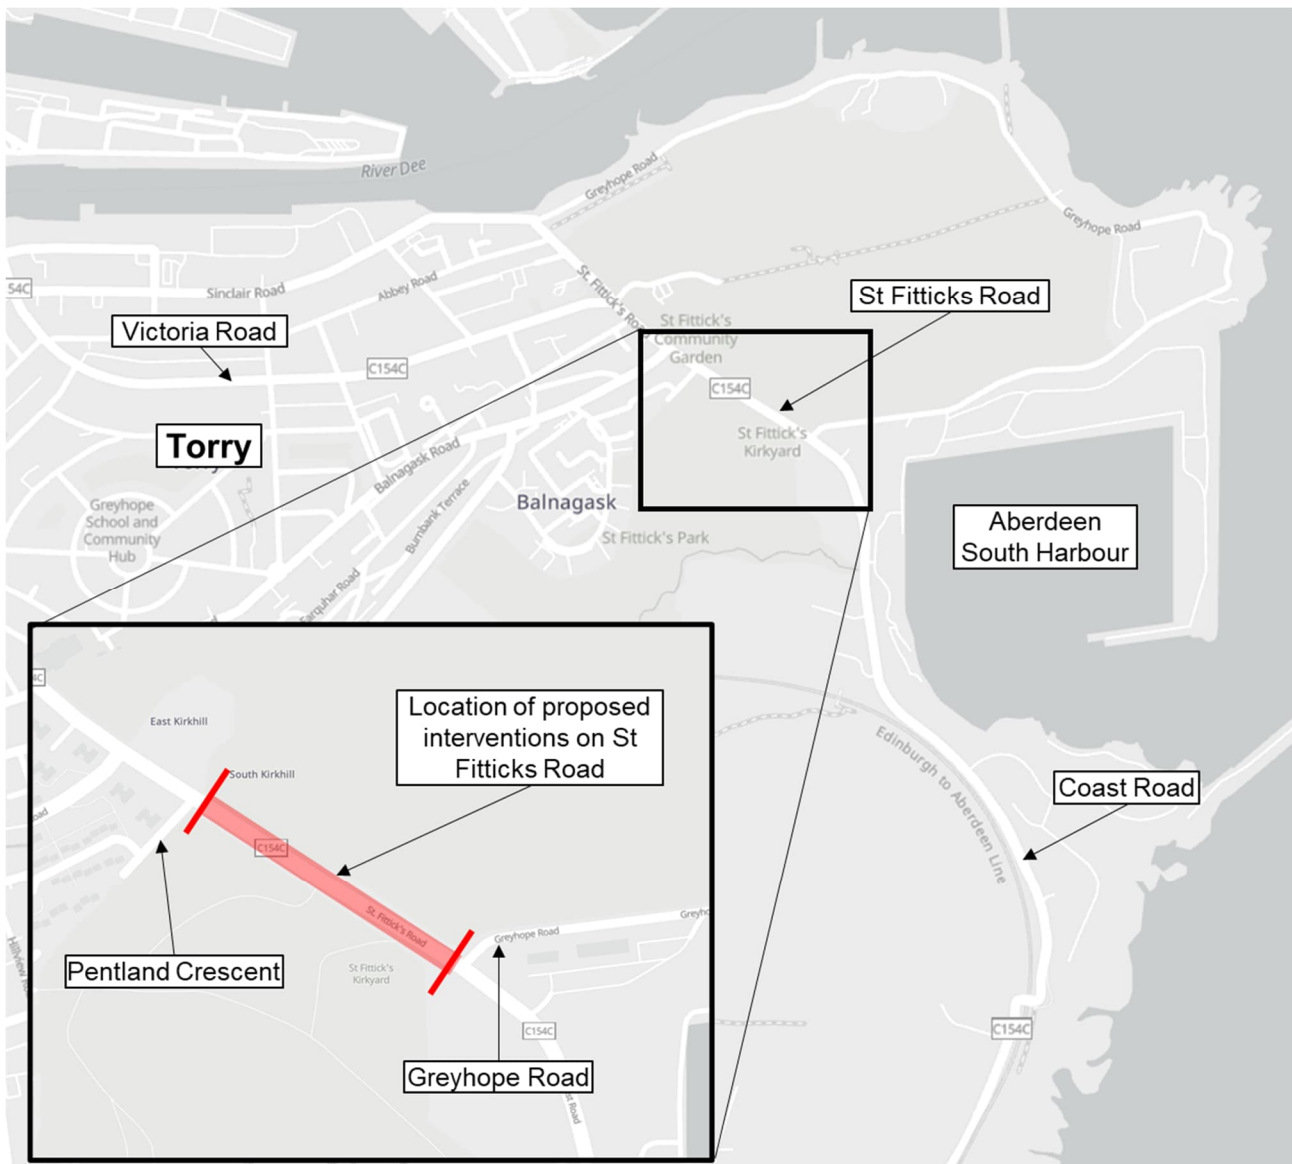 River Dee
Greyhope Road
Greyhope Road
54C
Sinclair Road
Abbey Road
St. Fittick's Road
St Fitticks Road
Victoria Road
St Fittick's
Community
Garden
C154C
C154C
Torry
St Fittick's
Kirkyard
Balnagask Road
Balnagask
Greyhope
School and
Community
Hub
Burnbank Terrace
St Fittick's Park
Aberdeen
South Harbour
Farquhar Road
East Kirkhill
Location of proposed
interventions on St
Fitticks Road
South Kirkhill
C154C
St. Fittick's Road
Greyhope Road
Pentland Crescent
St Fittick's
Kirkyard
C154C
Greyhope Road
Edinburgh to Aberdeen Line
Coast Road
C154C